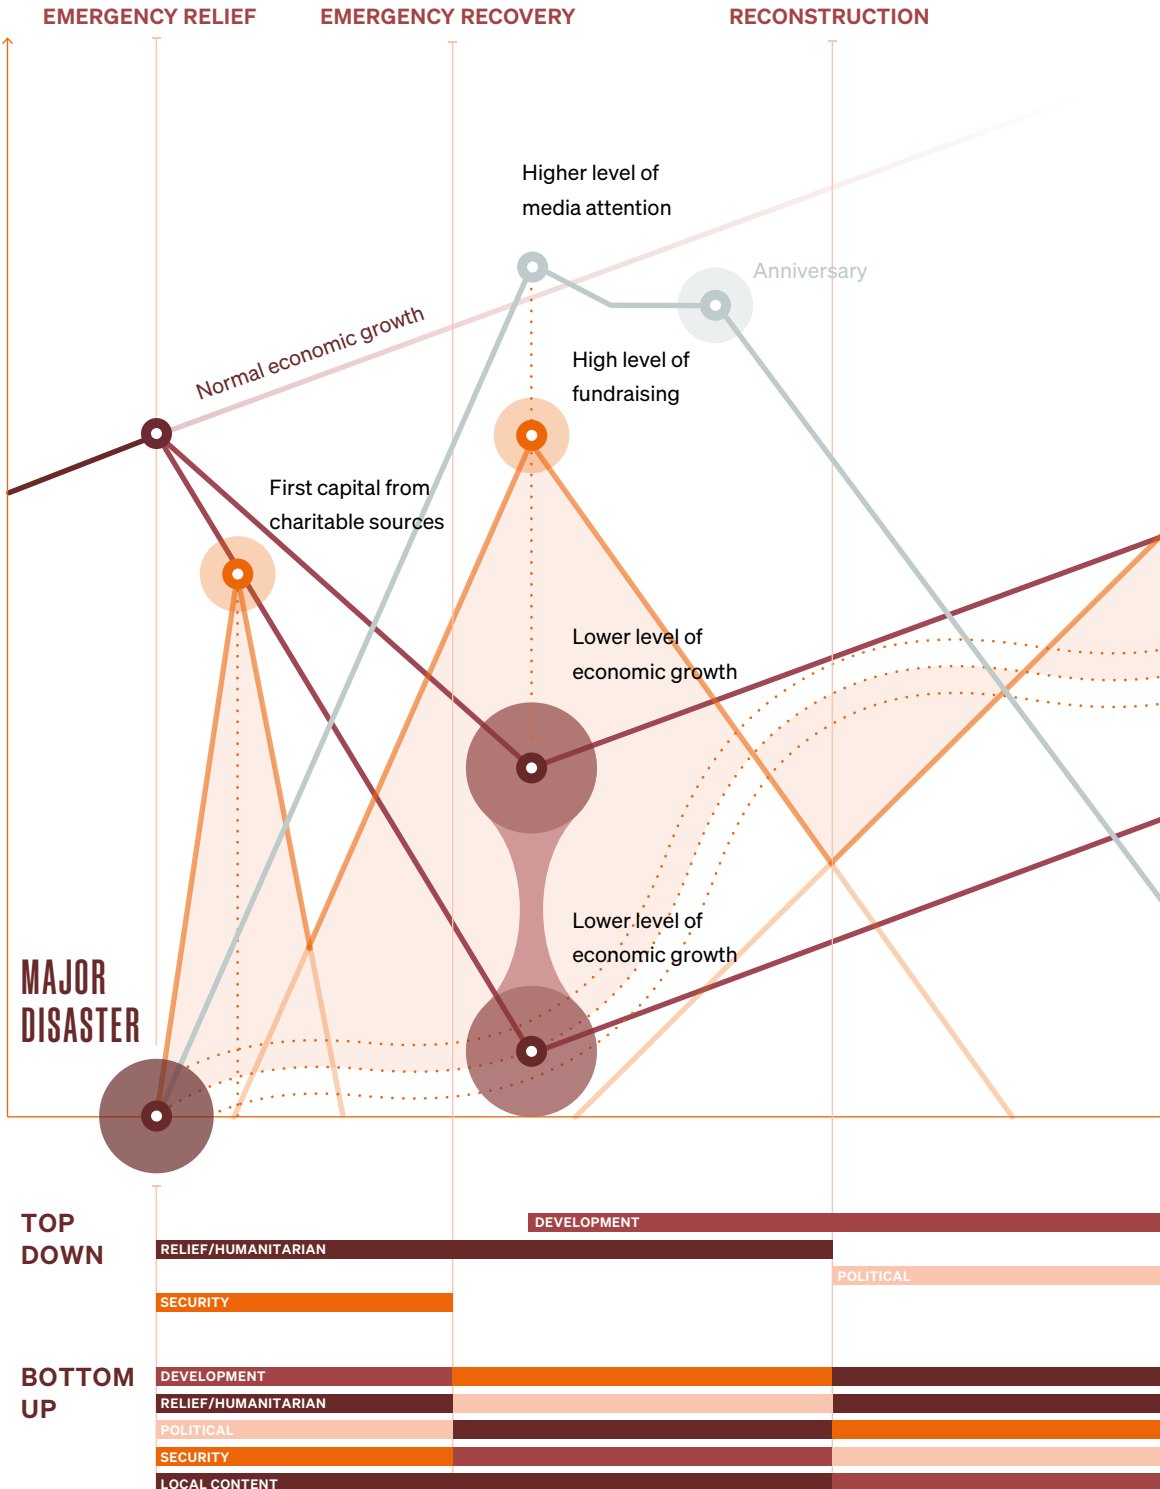 EMERGENCY RELIEF
EMERGENCY RECOVERY
RECONSTRUCTION
Higher level of
media attention
Anniversary
Normal economic growth
High level of
fundraising
First capital from
charitable sources
Lower level of
economic growth
Lower level of
economic growth
MAJOR
DISASTER
TOP
DOWN
DEVELOPMENT
RELIEF/HUMANITARIAN
POLITICAL
SECURITY
BOTTOM
UP
DEVELOPMENT
RELIEF/HUMANITARIAN
POLITICAL
SECURITY
LOCAL CONTENT